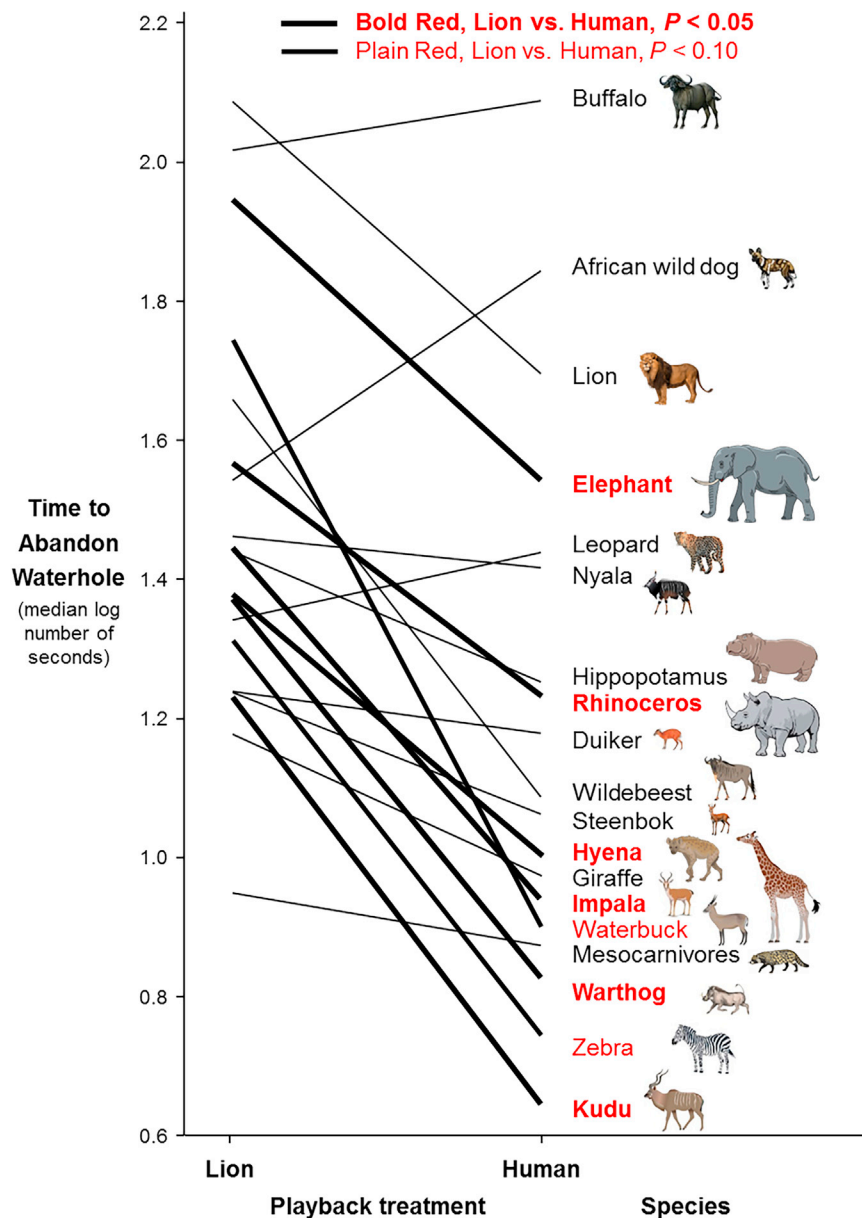 Bold Red, Lion vs. Human, P < 0.05
Plain Red, Lion vs. Human, P < 0.10
2.2
2.0
1.8
1.6
1.4
1.2
1.0
0.8
0.6
Time to
Abandon
Waterhole
(median log
number of
seconds)
Buffalo
African wild dog
Lion
Elephant
Leopard
Nyala
Hippopotamus
Rhinoceros
Duiker
Wildebeest
Steenbok
Hyena
Giraffe
Impala
Waterbuck
Mesocarnivores
Warthog
Zebra
Kudu
Lion
Human
Playback treatment
Species